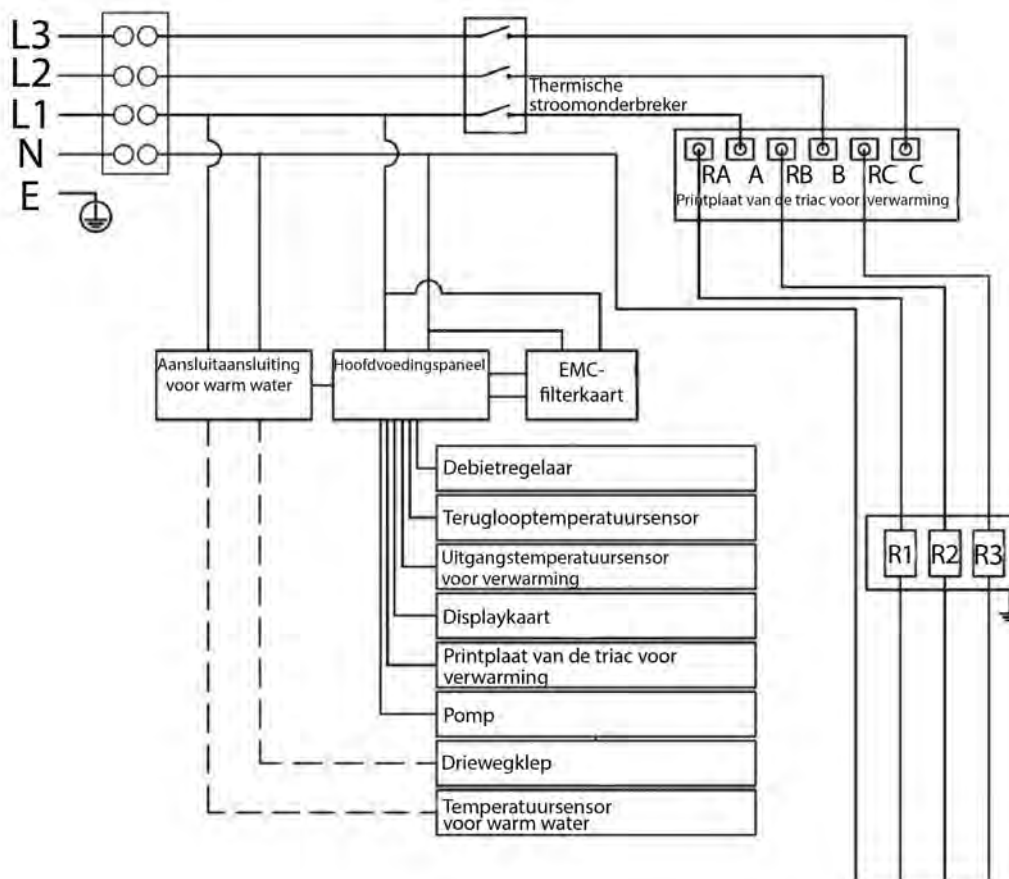 L3
L2
L1
N
E
Thermische
stroomonderbreker
RA A RB B RC C
Printplaat van de triac voor verwarming
Aansluitaansluiting
voor warm water
Hoofdvoedingspaneel
EMC-
filterkaart
Debietregelaar
Teruglooptemperatuursensor
Uitgangstemperatuursensor
voor verwarming
Displaykaart
Printplaat van de triac voor
verwarming
Pomp
Driewegklep
Temperatuursensor
voor warm water
R1 R2 R3